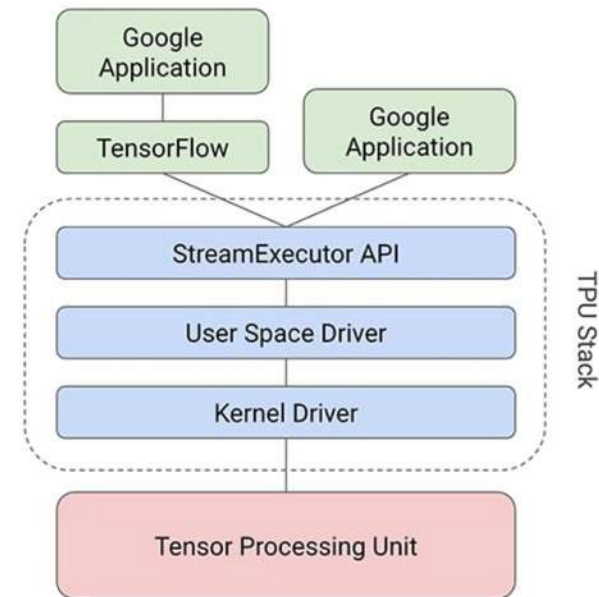 Google
Application
TensorFlow
Google
Application
StreamExecutor API
User Space Driver
Kernel Driver
TPU Stack
Tensor Processing Unit